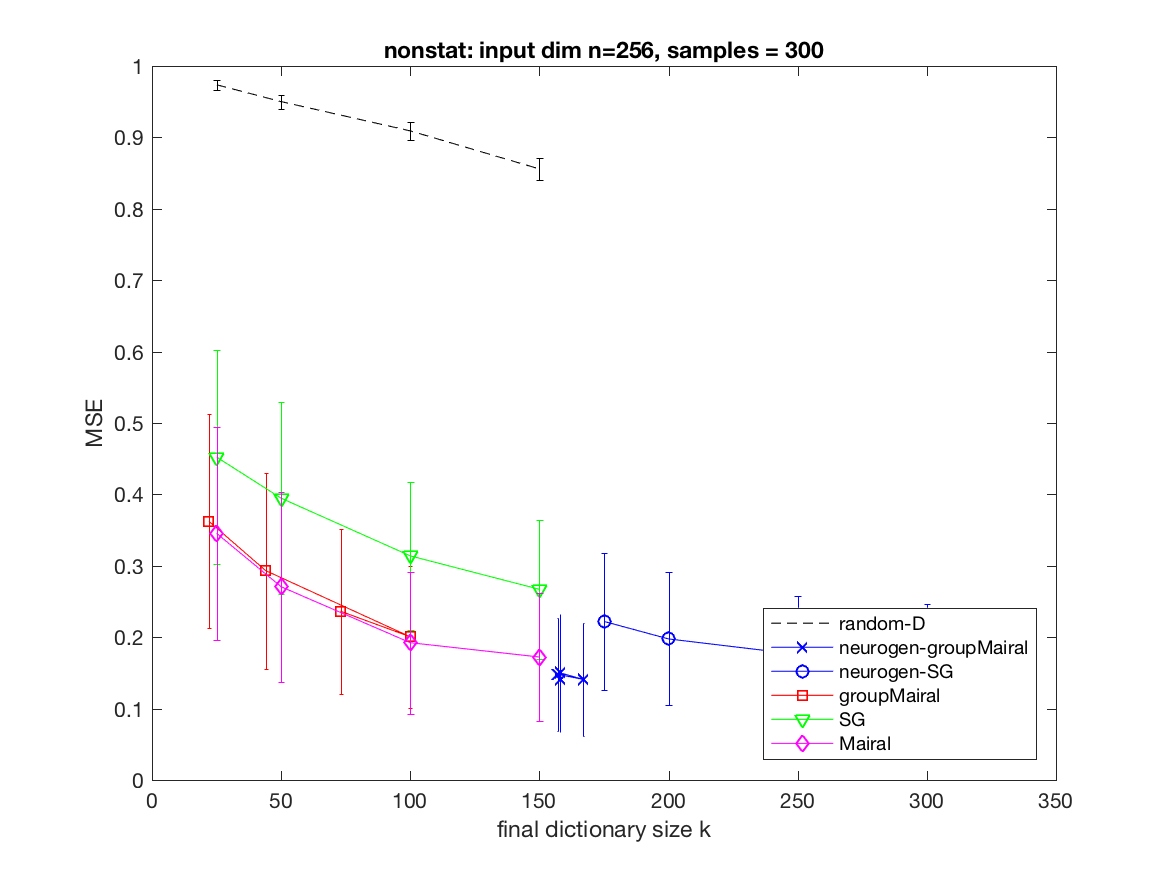 nonstat: input dim n=256, samples = 300
1
0.9
0.8
0.7
0.6
0.5
0.4
0.3
0.2
0.1
0
MSE
random-D
neurogen-groupMairal
neurogen-SG
groupMairal
SG
Mairal
0 50 100 150 200 250 300 350
final dictionary size k